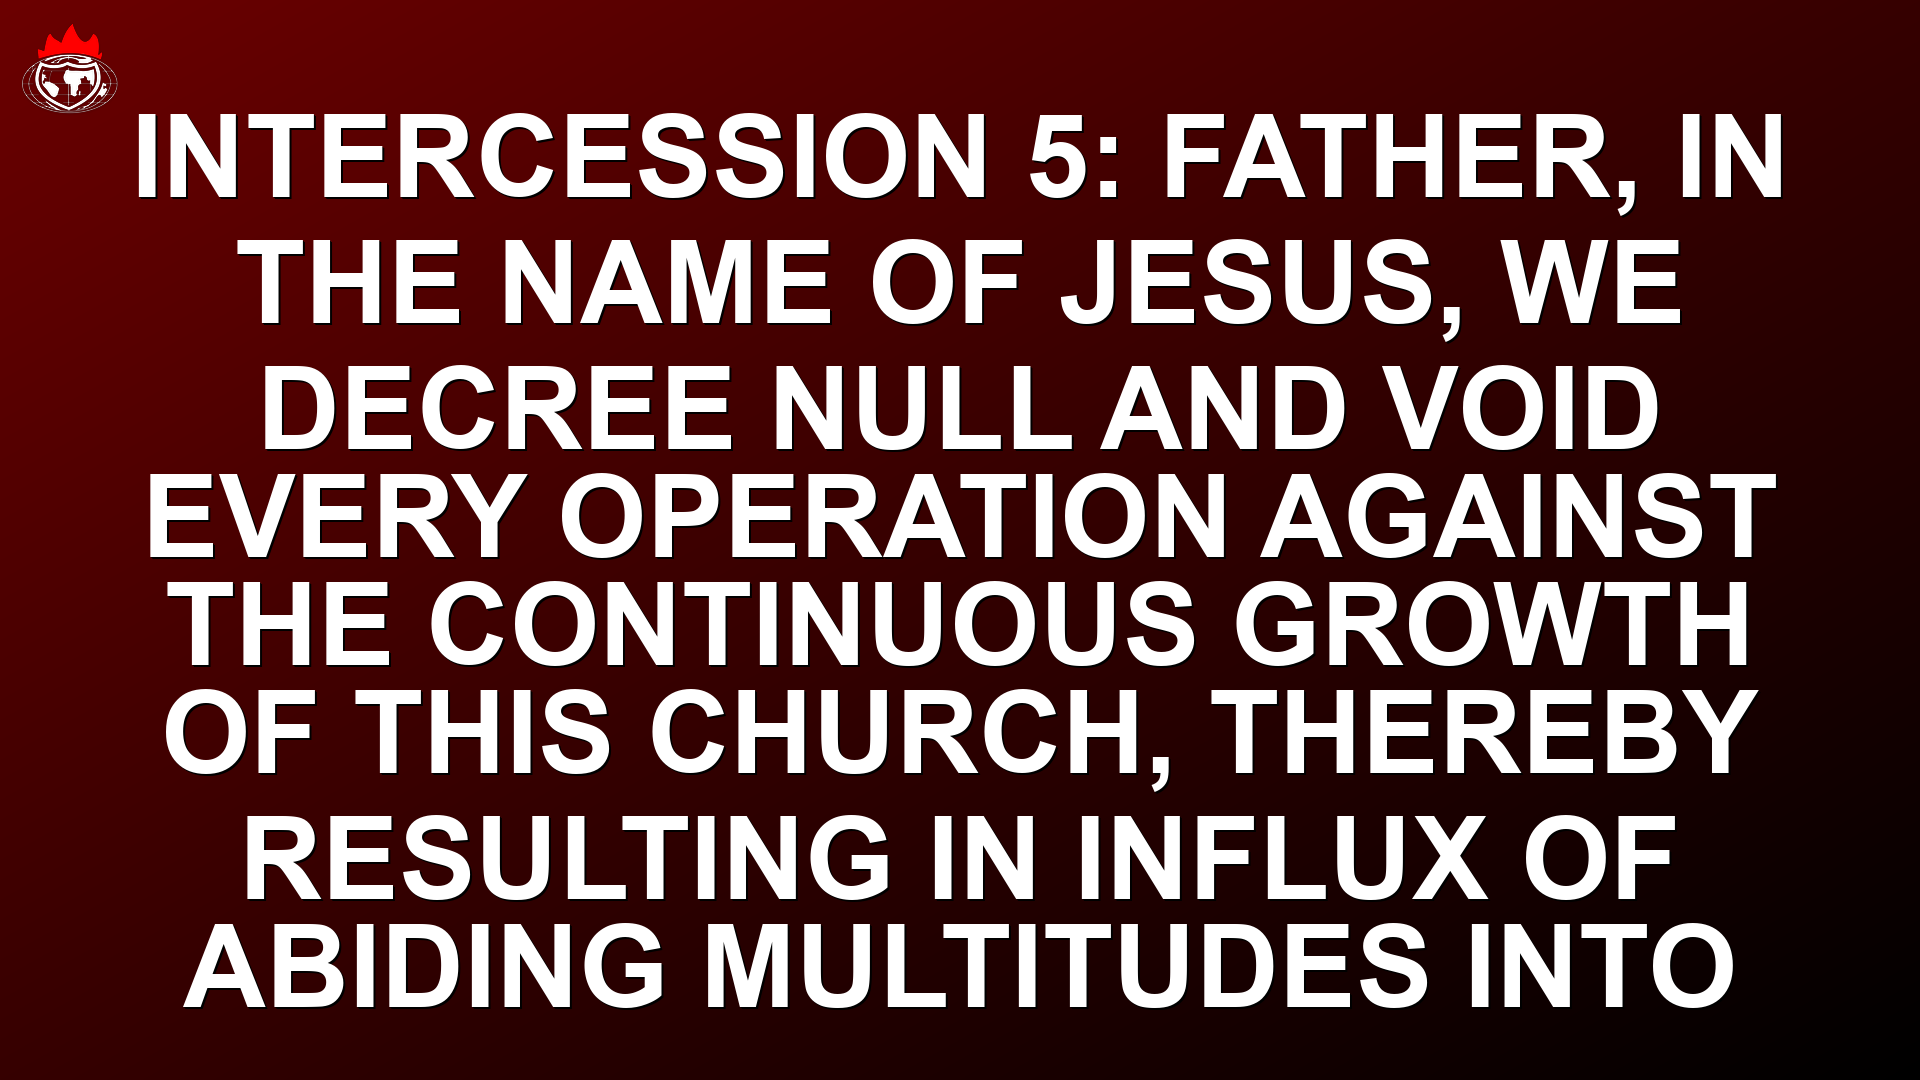 INTERCESSION 5: FATHER, IN
THE NAME OF JESUS, WE
DECREE NULL AND VOID
EVERY OPERATION AGAINST
THE CONTINUOUS GROWTH
OF THIS CHURCH, THEREBY
RESULTING IN INFLUX OF
ABIDING MULTITUDES INTO